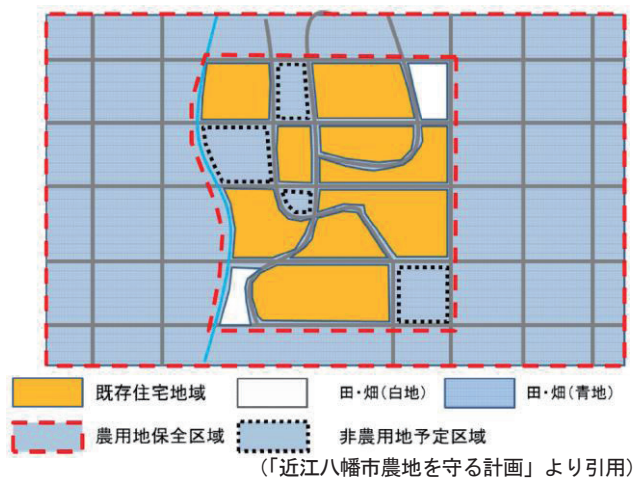 既存住宅地域 田・畑(白地) 田・畑(青地)
農用地保全区域 非農用地予定区域
(「近江八幡市農地を守る計画」より引用)